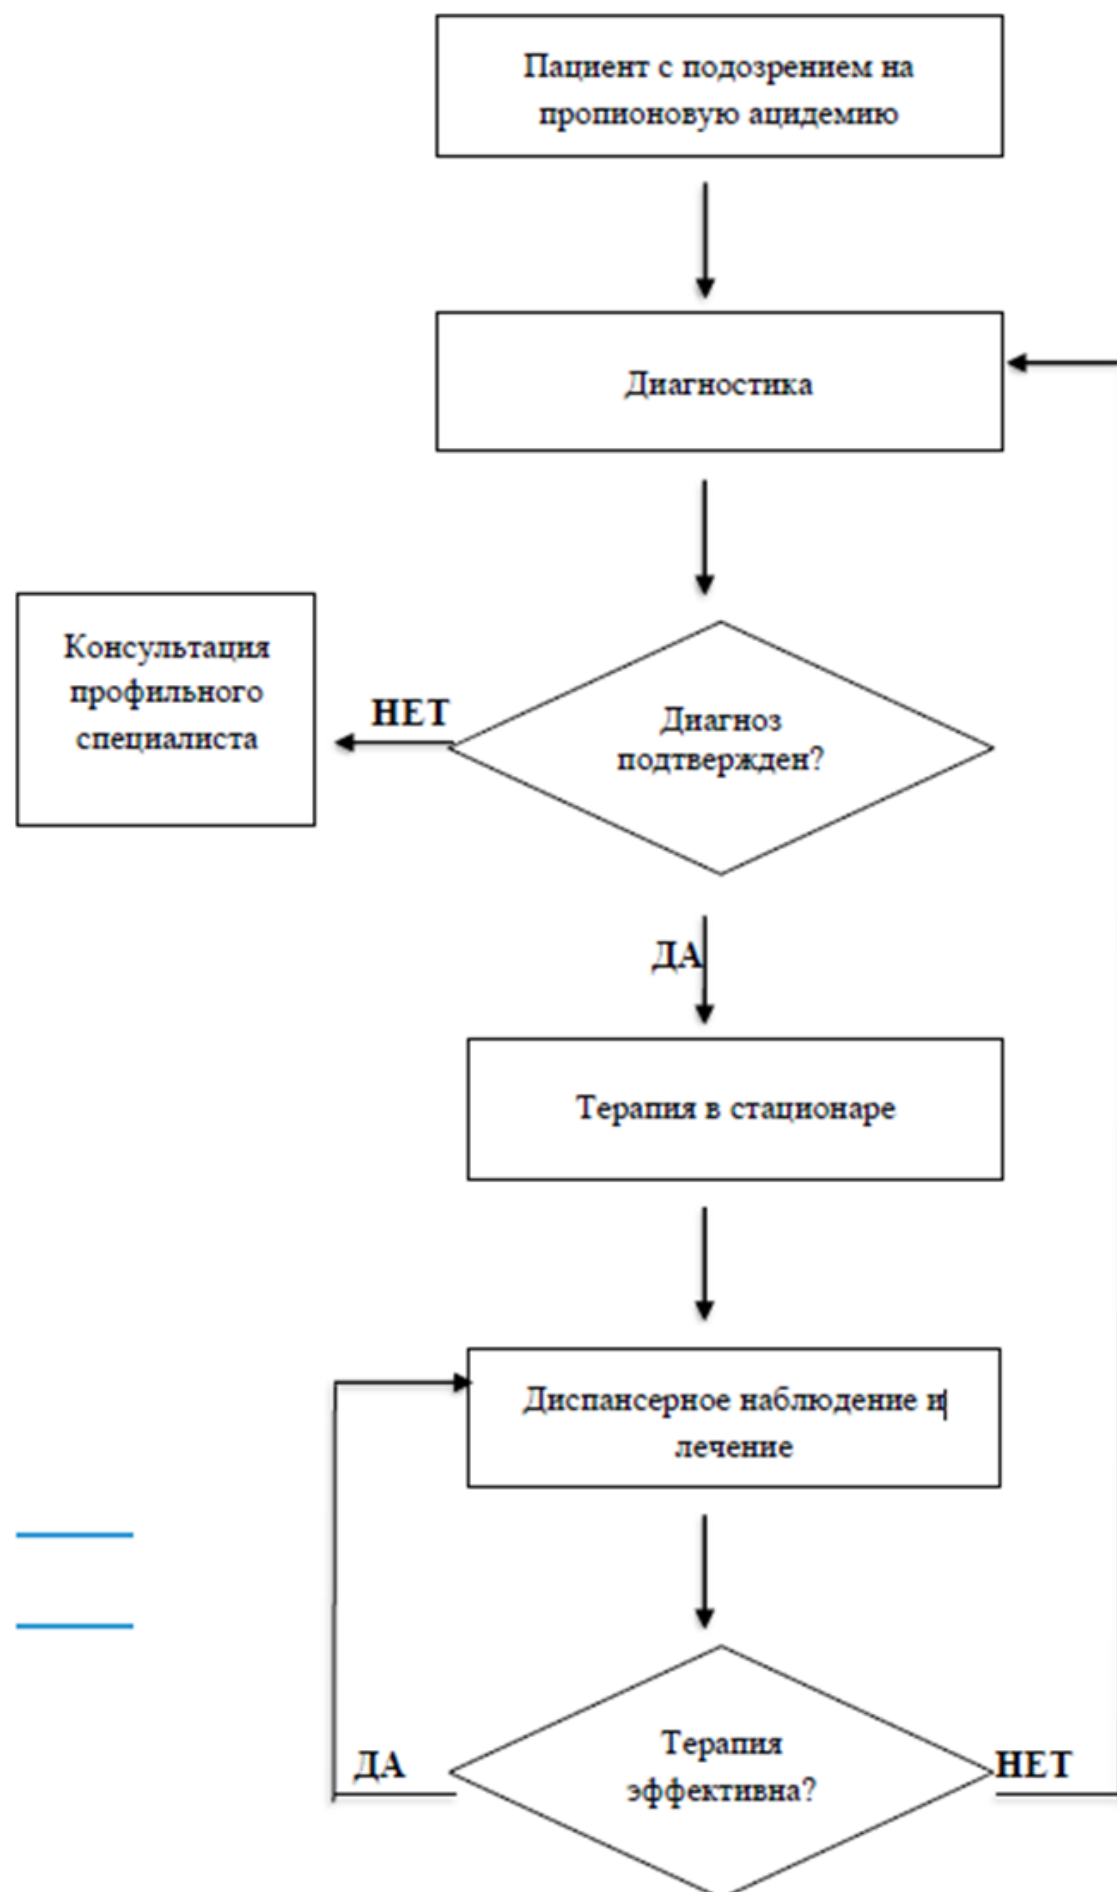 Пациент с подозрением на
пропионовую ацидемию
Диагностика
Консультация
профильного
специалиста
НЕТ
Диагноз
подтвержден?
ДА
Терапия в стационаре
Диспансерное наблюдение и
лечение
ДА
Терапия
эффективна?
НЕТ